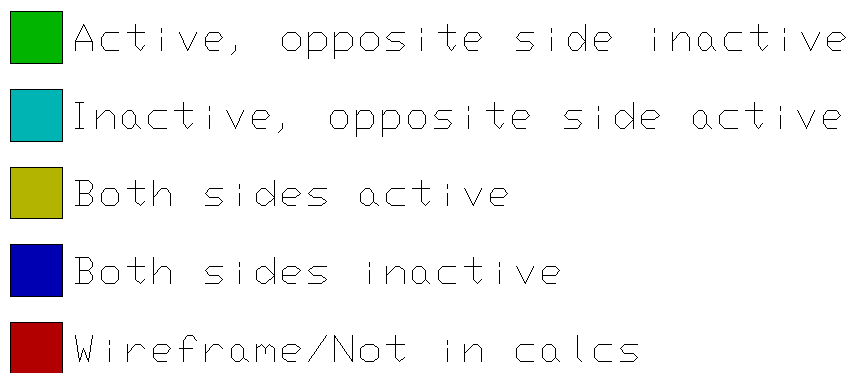 Active, opposite side inactive
Inactive, opposite side active
Both sides active
Both sides inactive
Wireframe/Not in calcs